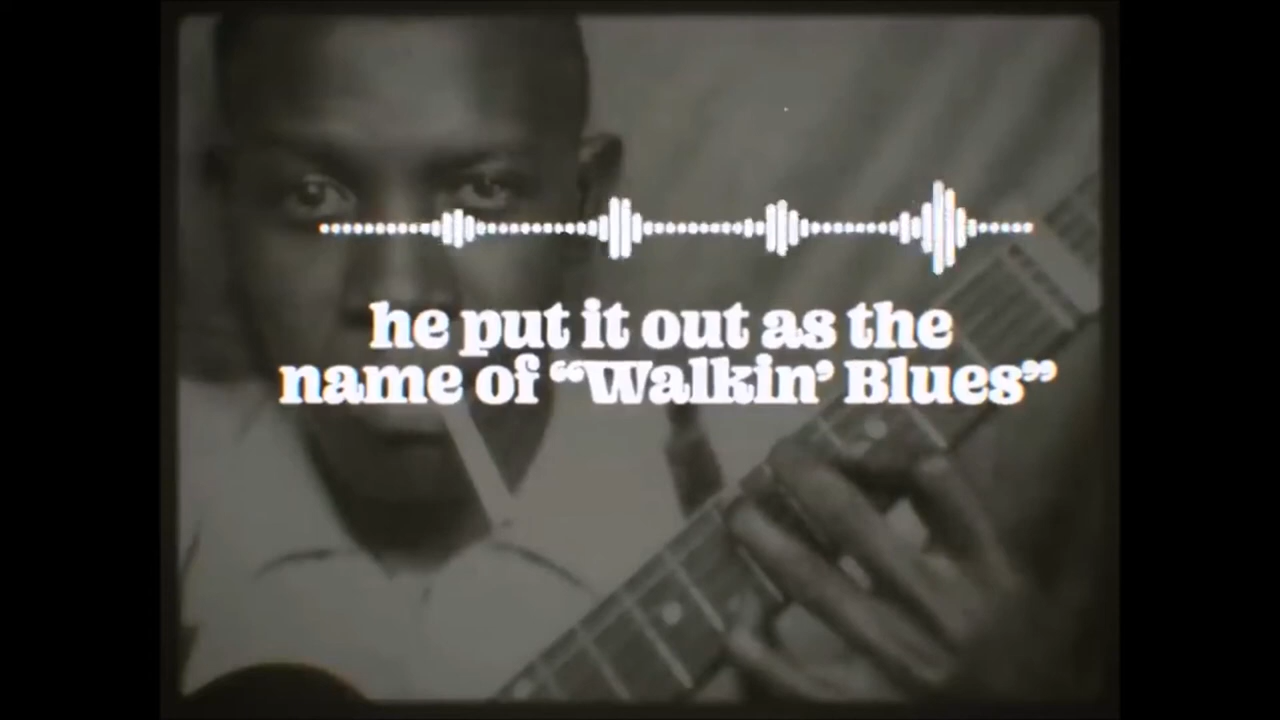 he put it out as the
name of “Walkin’ Blues”